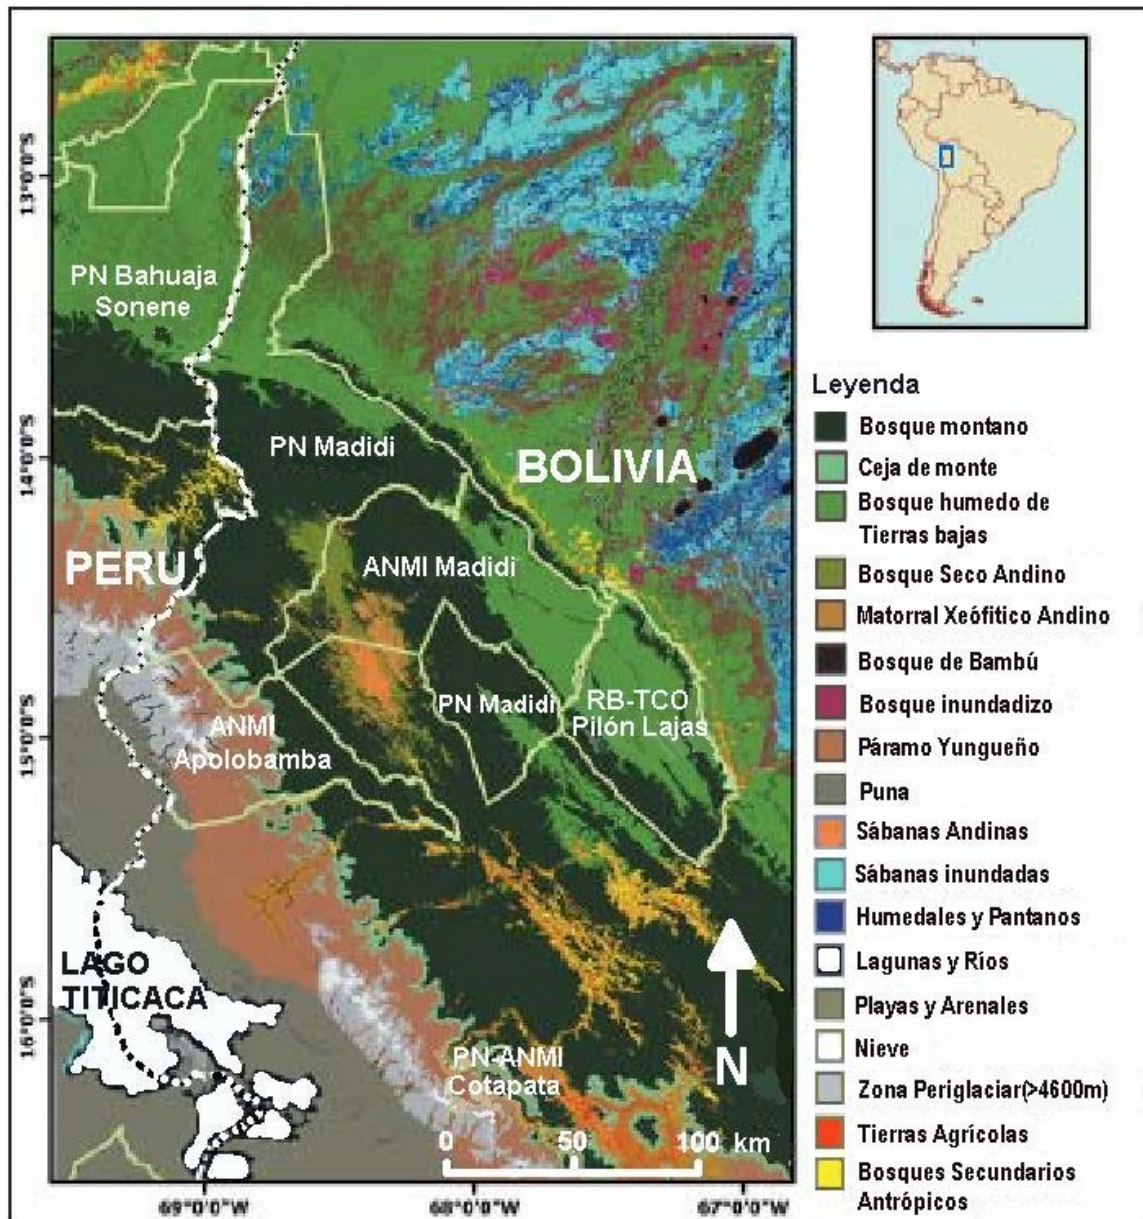 13°0'0"S
14°0'0"S
15°0'0"S
16°0'0"S
PN Bahuaja
Sonene
PN Madidi
BOLIVIA
PERU
ANMI Madidi
PN Madidi
RB-TCO
Pilón Lajas
ANMI
Apolobamba
LAGO
TITICACA
PN-ANMI
Cotapata
N
0 50 100 km
69°0'0"W
68°0'0"W
67°0'0"W
Leyenda
Bosque montano
Ceja de monte
Bosque humedo de
Tierras bajas
Bosque Seco Andino
Matorral Xeófitico Andino
Bosque de Bambú
Bosque inundadizo
Páramo Yungueño
Puna
Sábanas Andinas
Sábanas inundadas
Humedales y Pantanos
Lagunas y Ríos
Playas y Arenales
Nieve
Zona Periglaciar(>4600m)
Tierras Agrícolas
Bosques Secundarios
Antrópicos